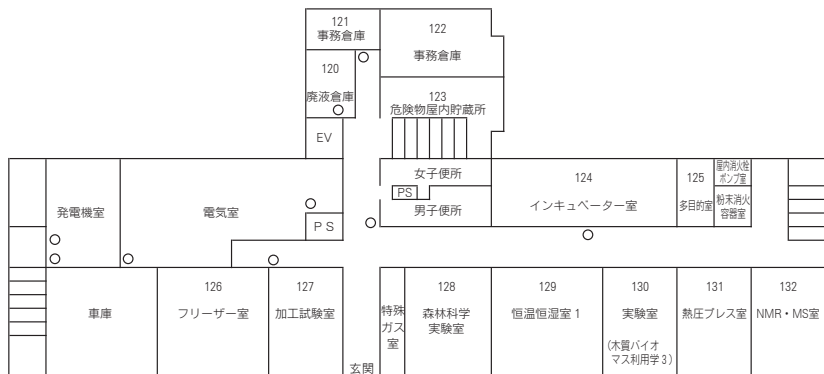 121
事務倉庫
122
事務倉庫
120
廃液倉庫
123
危険物屋内貯蔵所
EV
女子便所
PS
男子便所
124
インキュベーター室
125
多目的室
屋内消火栓
ポンプ室
粉末消火
容器室
発電機室
電気室
PS
車庫
126
フリーザー室
127
加工試験室
特殊
ガス
室
128
森林科学
実験室
129
恒温恒湿室1
130
実験室
(木質バイオ
マス利用学3)
131
熱圧プレス室
132
NMR・MS室
玄関